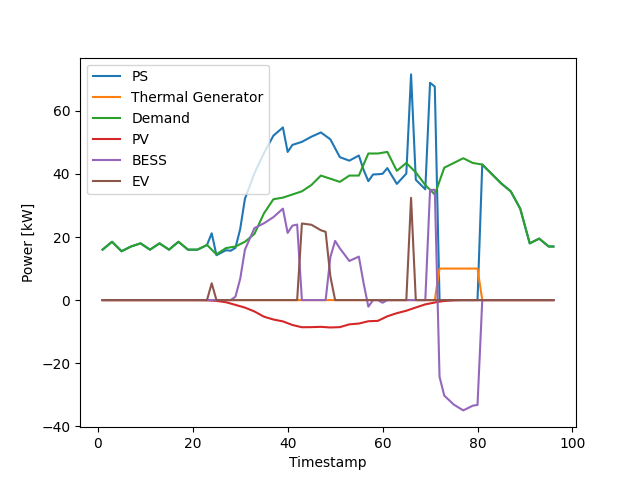 PS
Thermal Generator
Demand
PV
BESS
EV
Power [kW]
60
40
20
0
−20
−40
0 20 40 60 80 100
Timestamp